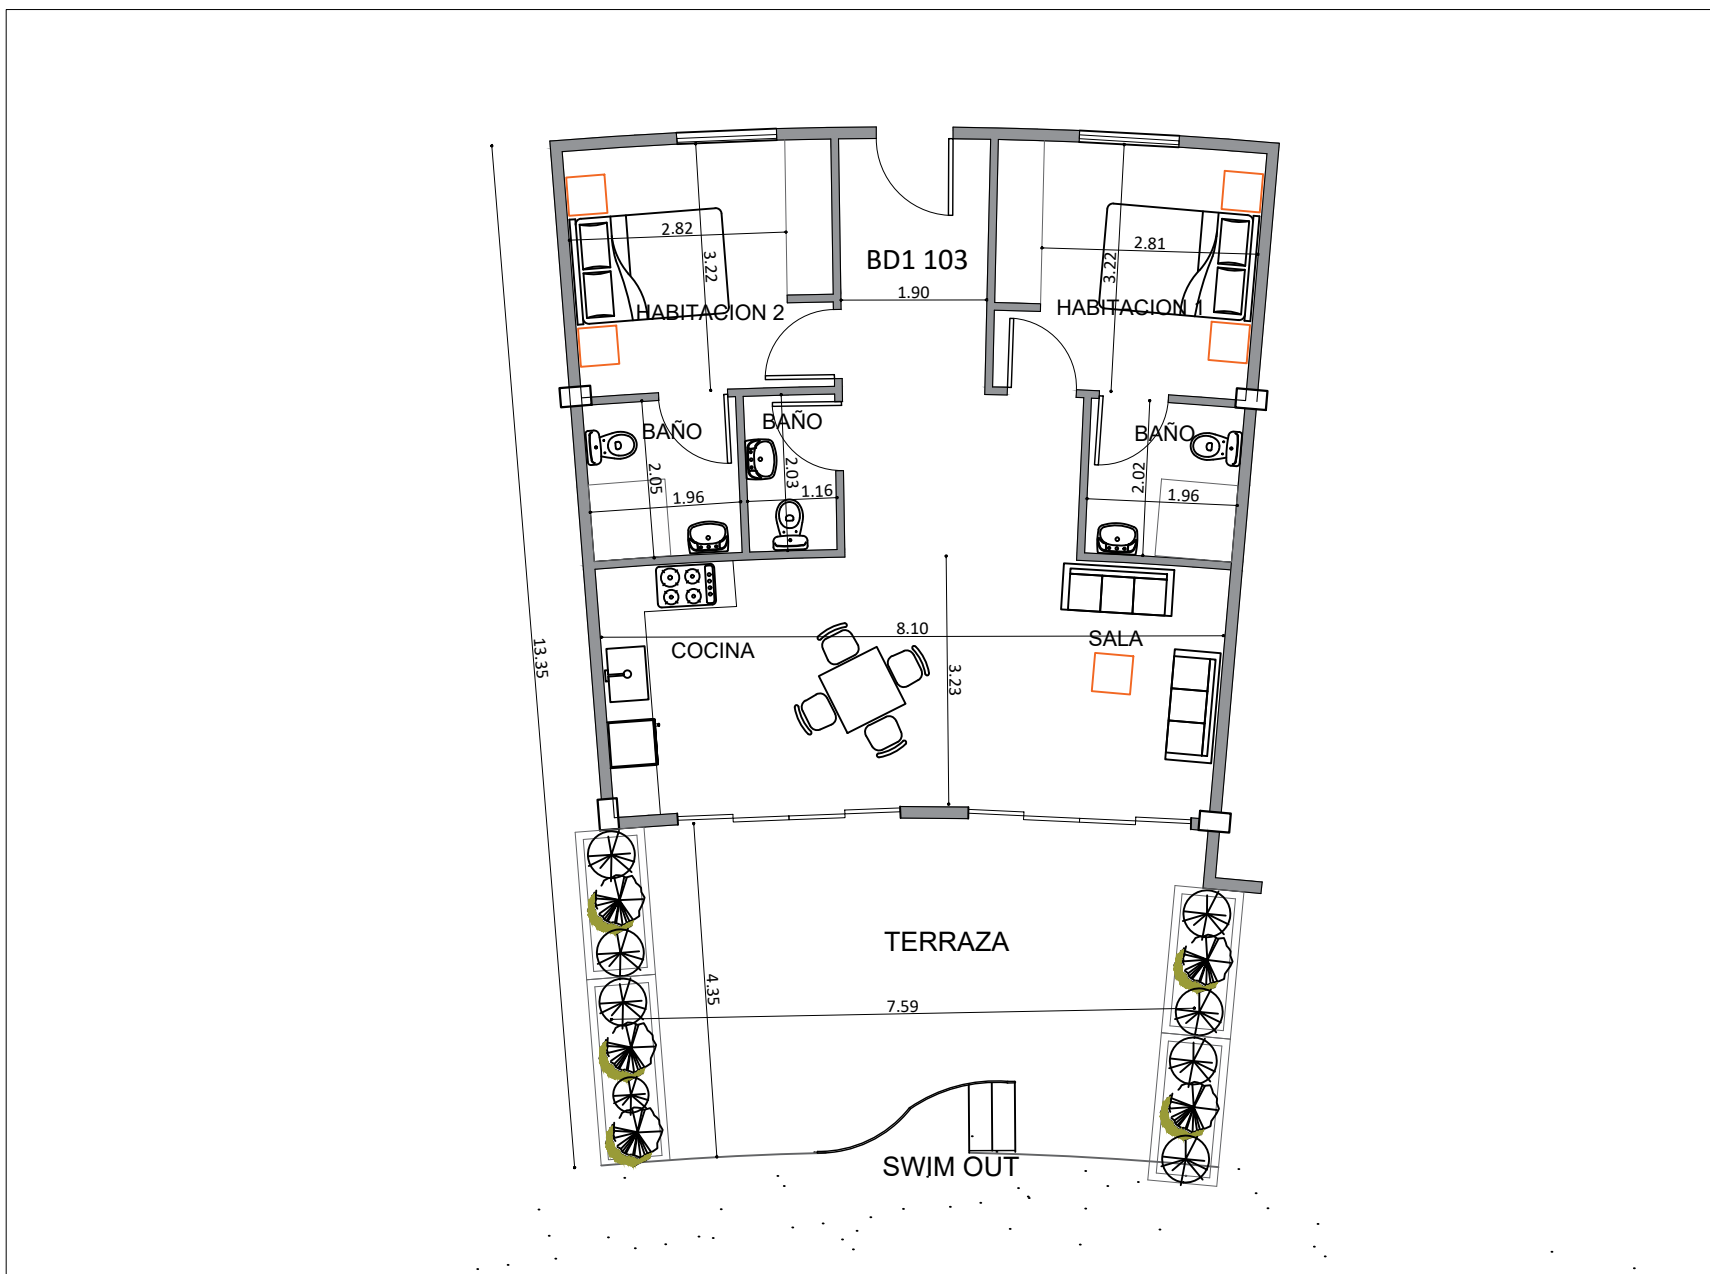 2.82
3.22
HABITACION 2
BD1 103
1.90
2.81
3.22
HABITACION 1
BAÑO
2.05
1.96
BAÑO
2.03
1.16
BAÑO
2.02
1.96
13.35
COCINA
8.10
3.23
SALA
TERRAZA
4.35
7.59
SWIM OUT